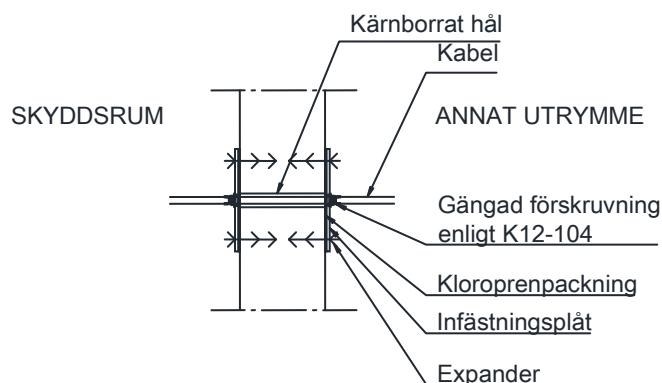 Kärnborrat hål
Kabel
SKYDDSRUM
ANNAT UTRYMME
Gängad förskruvning
enligt K12-104
Kloroprenpackning
Infästningsplåt
Expander